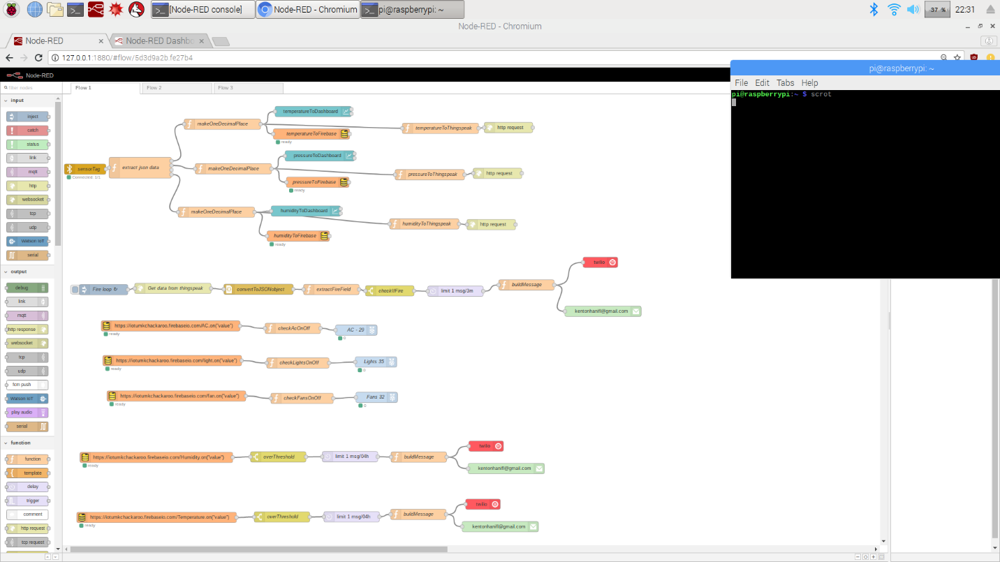 [Node-RED console]
Node-RED - Chromium
pi@raspberrypi: ~
37 %
22:31
Node-RED - Chromium
Node-RED
Node-RED Dashb
127.0.0.1:1880/#flow/5d3d9a2b.fe27b4
pi@raspberrypi: ~
File Edit Tabs Help
pi@raspberrypi:~ $ scrot
Node-RED
filter nodes
Flow 1
Flow 2
Flow 3
input
inject
catch
status
link
mqtt
http
websocket
tcp
udp
Watson IoT
serial
output
debug
link
mqtt
http response
websocket
tcp
udp
fcm push
Watson IoT
play audio
serial
function
function
template
delay
trigger
comment
http request
tcp request
sensorTag
Connected: 1/1
extract json data
makeOneDecimalPlace
temperatureToDashboard
temperatureToFirebase
ready
temperatureToThingspeak
http request
makeOneDecimalPlace
pressureToDashboard
pressureToFirebase
ready
pressureToThingspeak
http request
makeOneDecimalPlace
humidityToDashboard
humidityToFirebase
ready
humidityToThingspeak
http request
Fire loop ↻
Get data from thingspeak
convertToJSONobject
extractFireField
checkIfFire
limit 1 msg/3m
buildMessage
twilio
kentonhanifl@gmail.com
https://iotumkchackaroo.firebaseio.com/AC.on("value")
ready
checkAcOnOff
AC - 29
0
https://iotumkchackaroo.firebaseio.com/light.on("value")
ready
checkLightsOnOff
Lights 35
0
https://iotumkchackaroo.firebaseio.com/fan.on("value")
ready
checkFansOnOff
Fans 32
0
https://iotumkchackaroo.firebaseio.com/Humidity.on("value")
ready
overThreshold
limit 1 msg/04h
buildMessage
twilio
kentonhanifl@gmail.com
https://iotumkchackaroo.firebaseio.com/Temperature.on("value")
ready
overThreshold
limit 1 msg/04h
buildMessage
twilio
kentonhanifl@gmail.com